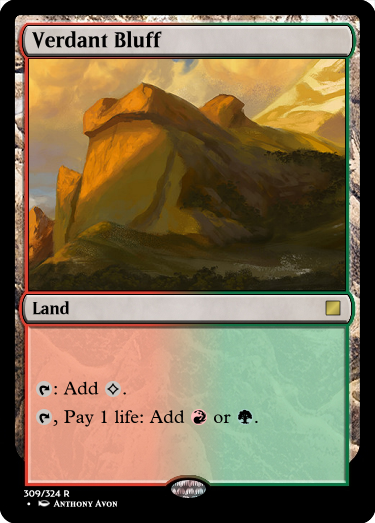 Verdant Bluff
Land
: Add .
, Pay 1 life: Add or .
309/324 R
• Anthony Avon